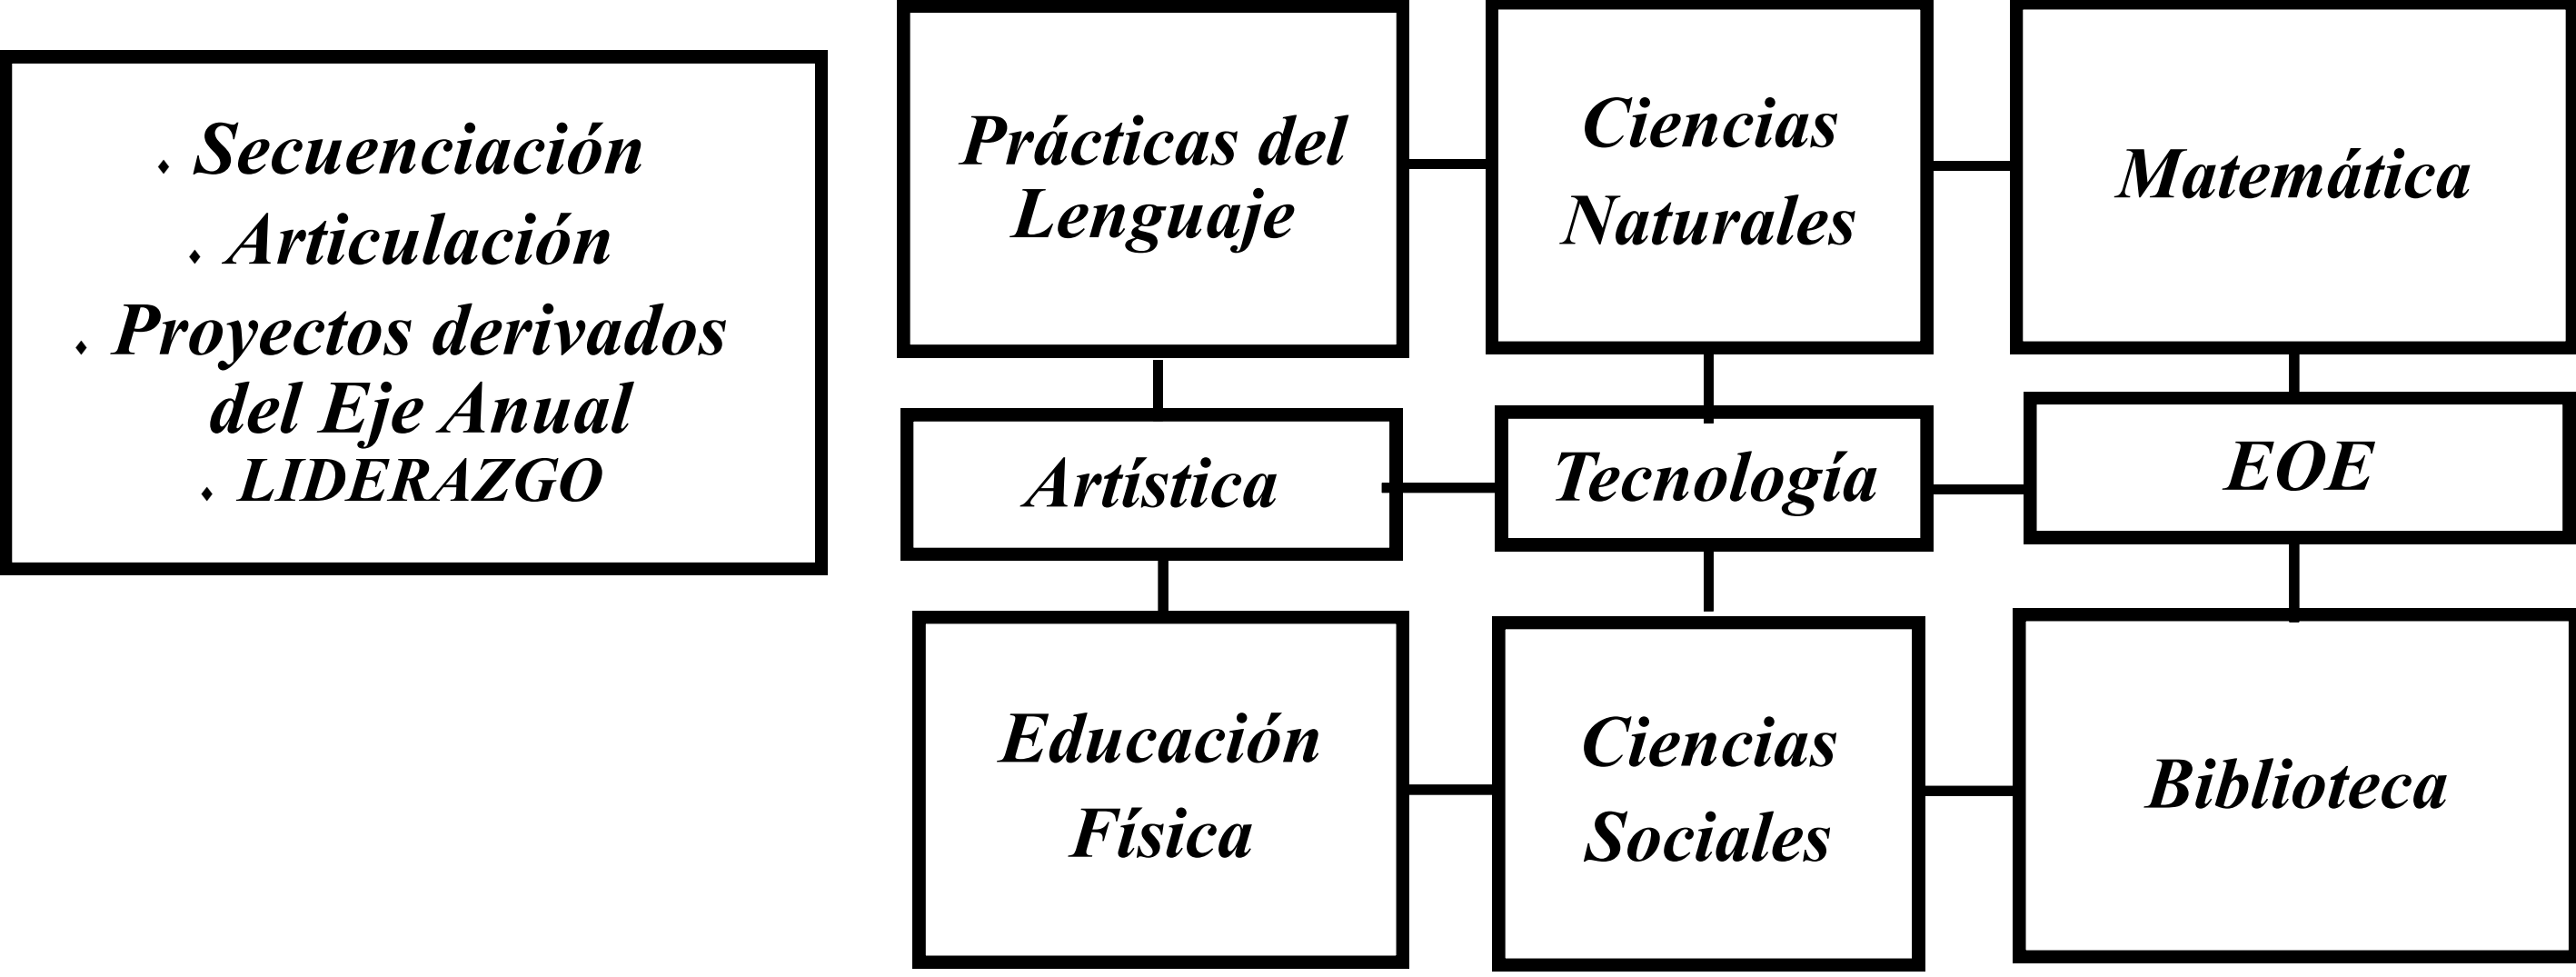 Secuenciación
Articulación
Proyectos derivados
del Eje Anual
LIDERAZGO
Prácticas del
Lenguaje
Ciencias
Naturales
Matemática
Artística
Tecnología
EOE
Educación
Física
Ciencias
Sociales
Biblioteca